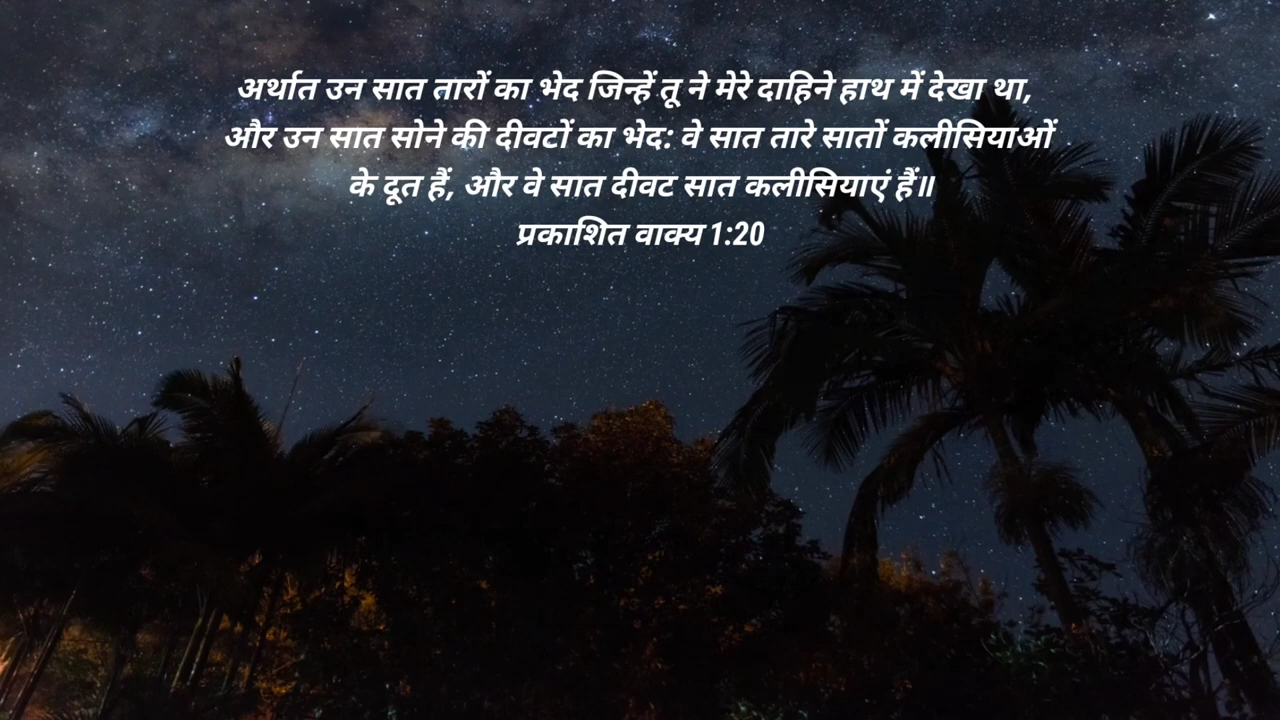 अर्थात उन सात तारों का भेद जिन्हें तू ने मेरे दाहिने हाथ में देखा था,
और उन सात सोने की दीवटों का भेद: वे सात तारे सातों कलीसियाओं
के दूत हैं, और वे सात दीवट सात कलीसियाएं हैं॥
प्रकाशित वाक्य 1:20